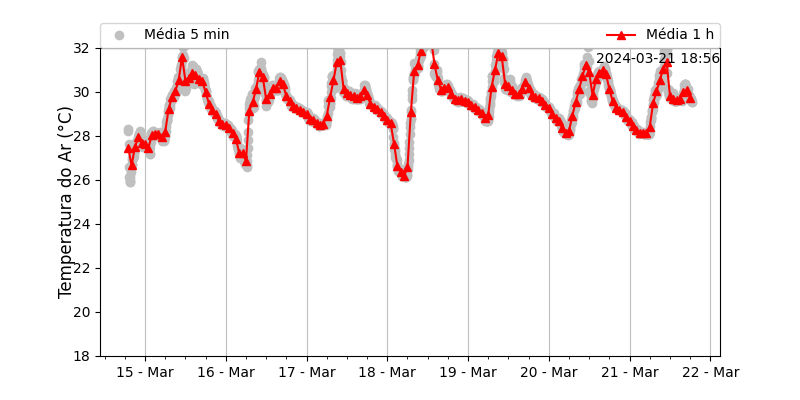 Média 5 min
Média 1 h
2024-03-21 18:56
Temperatura do Ar (°C)
32
30
28
26
24
22
20
18
15 - Mar
16 - Mar
17 - Mar
18 - Mar
19 - Mar
20 - Mar
21 - Mar
22 - Mar